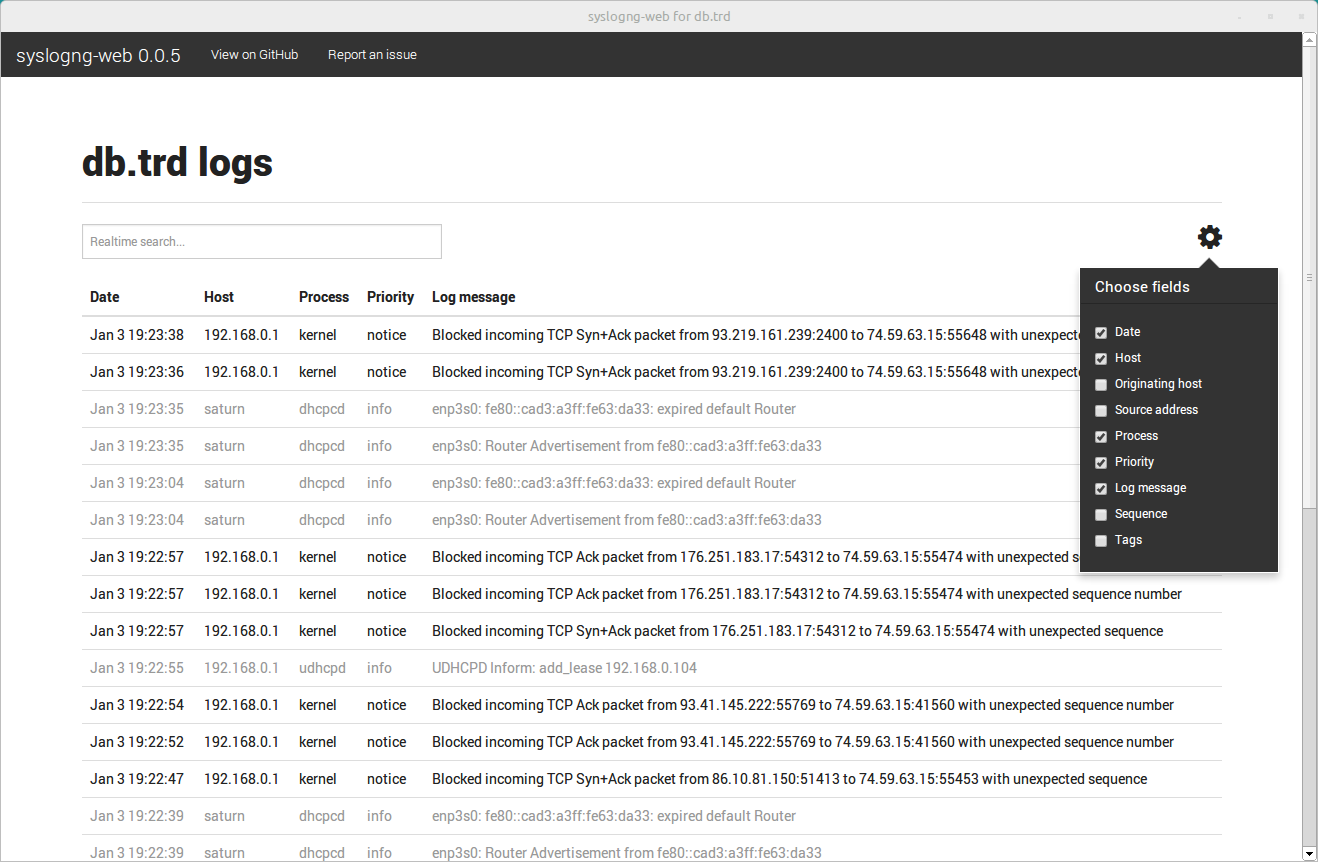 syslogng-web for db.trd
syslogng-web 0.0.5 View on GitHub Report an issue
db.trd logs
Realtime search...
Date Host Process Priority Log message
Jan 3 19:23:38 192.168.0.1 kernel notice Blocked incoming TCP Syn+Ack packet from 93.219.161.239:2400 to 74.59.63.15:55648 with unexpecte
Jan 3 19:23:36 192.168.0.1 kernel notice Blocked incoming TCP Syn+Ack packet from 93.219.161.239:2400 to 74.59.63.15:55648 with unexpecte
Jan 3 19:23:35 saturn dhcpcd info enp3s0: fe80::cad3:a3ff:fe63:da33: expired default Router
Jan 3 19:23:35 saturn dhcpcd info enp3s0: Router Advertisement from fe80::cad3:a3ff:fe63:da33
Jan 3 19:23:04 saturn dhcpcd info enp3s0: fe80::cad3:a3ff:fe63:da33: expired default Router
Jan 3 19:23:04 saturn dhcpcd info enp3s0: Router Advertisement from fe80::cad3:a3ff:fe63:da33
Jan 3 19:22:57 192.168.0.1 kernel notice Blocked incoming TCP Ack packet from 176.251.183.17:54312 to 74.59.63.15:55474 with unexpected s
Jan 3 19:22:57 192.168.0.1 kernel notice Blocked incoming TCP Ack packet from 176.251.183.17:54312 to 74.59.63.15:55474 with unexpected sequence number
Jan 3 19:22:57 192.168.0.1 kernel notice Blocked incoming TCP Syn+Ack packet from 176.251.183.17:54312 to 74.59.63.15:55474 with unexpected sequence
Jan 3 19:22:55 192.168.0.1 udhcpd info UDHCPD Inform: add_lease 192.168.0.104
Jan 3 19:22:54 192.168.0.1 kernel notice Blocked incoming TCP Ack packet from 93.41.145.222:55769 to 74.59.63.15:41560 with unexpected sequence number
Jan 3 19:22:52 192.168.0.1 kernel notice Blocked incoming TCP Ack packet from 93.41.145.222:55769 to 74.59.63.15:41560 with unexpected sequence number
Jan 3 19:22:47 192.168.0.1 kernel notice Blocked incoming TCP Syn+Ack packet from 86.10.81.150:51413 to 74.59.63.15:55453 with unexpected sequence
Jan 3 19:22:39 saturn dhcpcd info enp3s0: fe80::cad3:a3ff:fe63:da33: expired default Router
Jan 3 19:22:39 saturn dhcpcd info enp3s0: Router Advertisement from fe80::cad3:a3ff:fe63:da33
Choose fields
Date
Host
Originating host
Source address
Process
Priority
Log message
Sequence
Tags